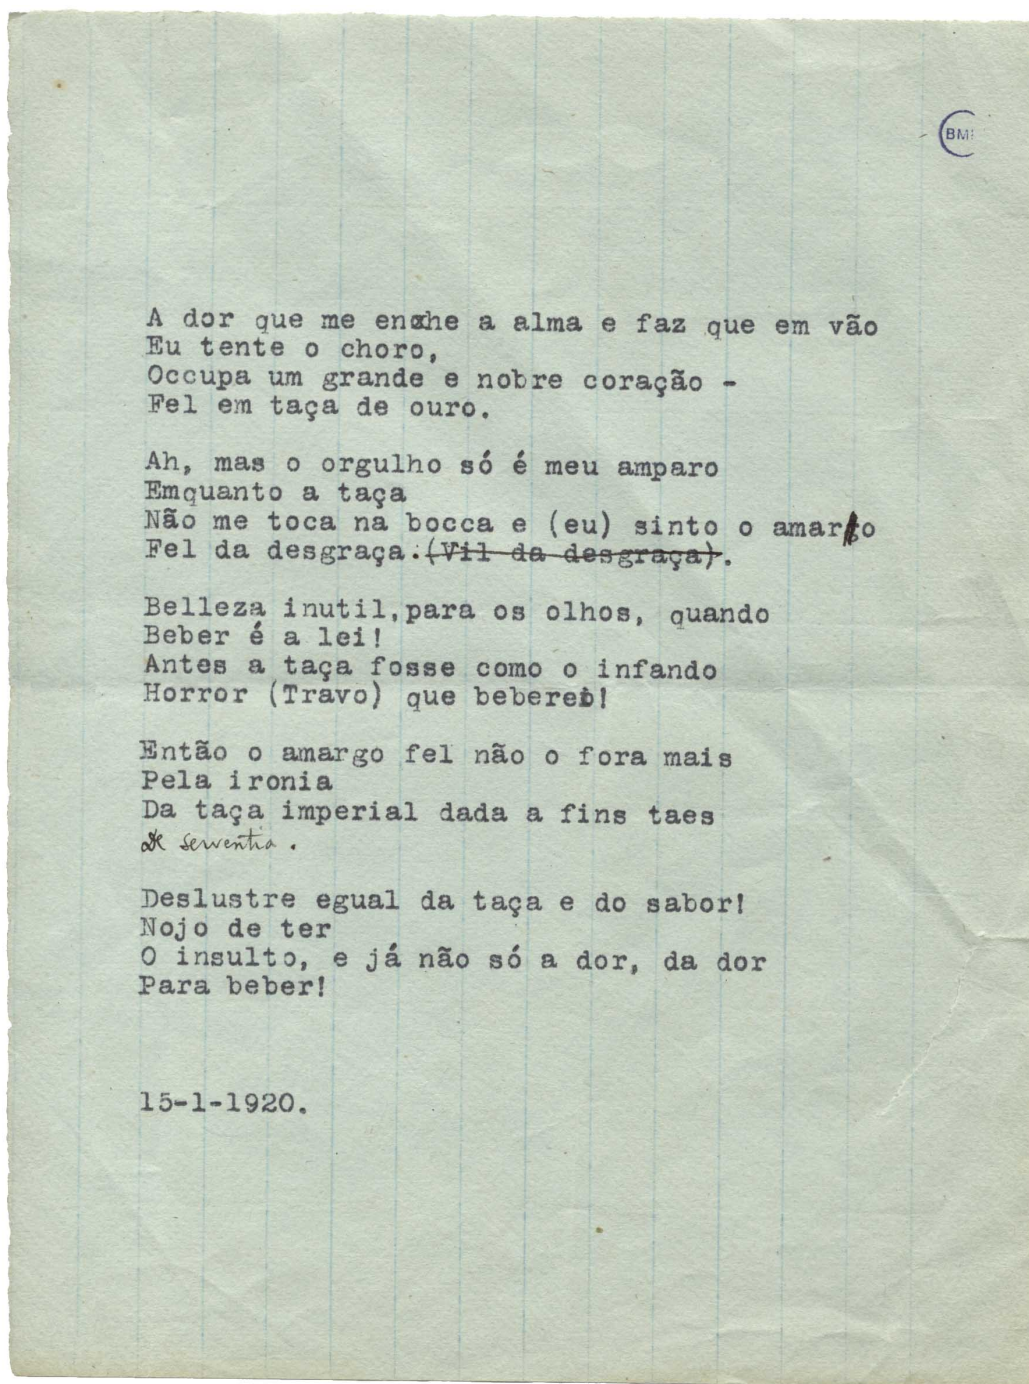 BM
A dor que me enche a alma e faz que em vão
Eu tente o choro,
Occupa um grande e nobre coração -
Fel em taça de ouro.
Ah, mas o orgulho só é meu amparo
Emquanto a taça
Não me toca na bocca e (eu) sinto o amaro
Fel da desgraça.(Vil da desgraça).
Belleza inutil,para os olhos, quando
Beber é a lei!
Antes a taça fosse como o infando
Horror (Travo) que beberei!
Então o amargo fel não o fora mais
Pela ironia
Da taça imperial dada a fins taes
De serventia.
Deslustre egual da taça e do sabor!
Nojo de ter
O insulto, e já não só a dor, da dor
Para beber!
15-1-1920.